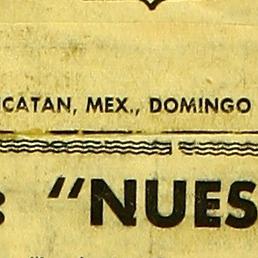 CATAN, MEX., DOMINGO
: "NUES